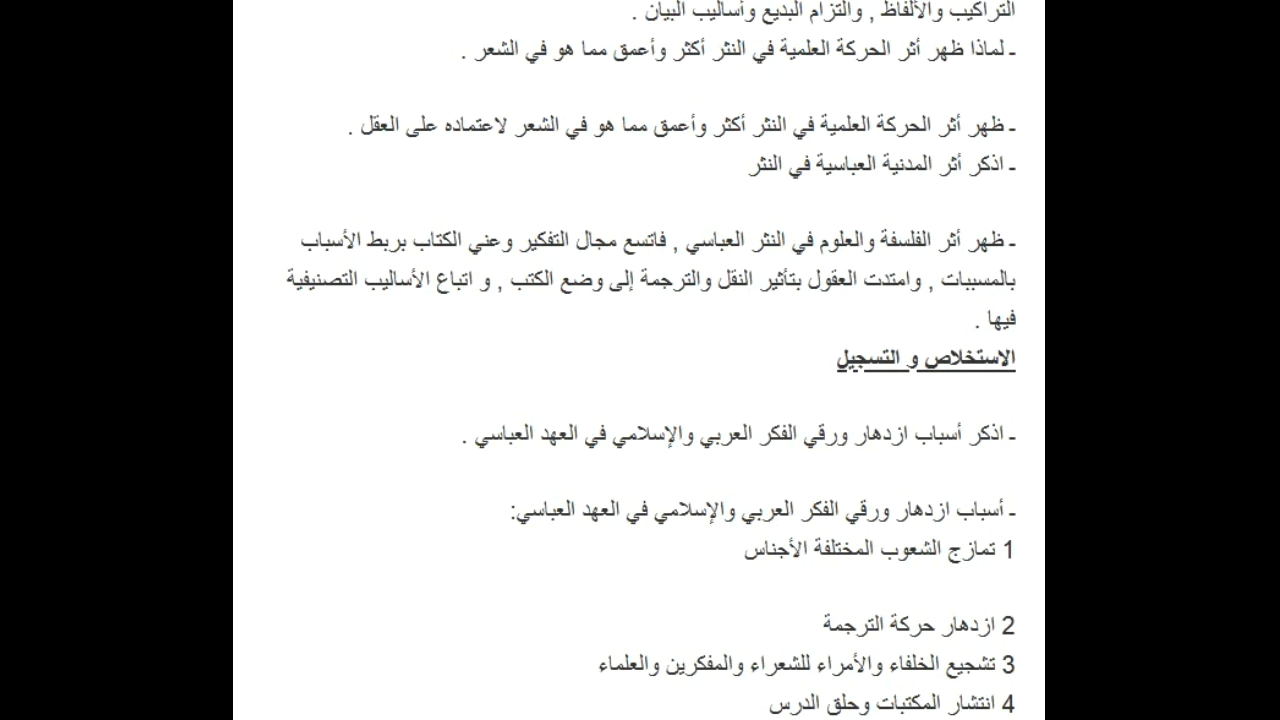 التراكيب والألفاظ , والتزام البديع وأساليب البيان .
ـ لماذا ظهر أثر الحركة العلمية في النثر أكثر وأعمق مما هو في الشعر .
ـ ظهر أثر الحركة العلمية في النثر أكثر وأعمق مما هو في الشعر لاعتماده على العقل .
ـ اذكر أثر المدنية العباسية في النثر
ـ ظهر أثر الفلسفة والعلوم في النثر العباسي , فاتسع مجال التفكير وعني الكتاب بربط الأسباب
بالمسببات , وامتدت العقول بتأثير النقل والترجمة إلى وضع الكتب , و اتباع الأساليب التصنيفية
فيها .
الاستخلاص و التسجيل
ـ اذكر أسباب ازدهار ورقي الفكر العربي والإسلامي في العهد العباسي .
ـ أسباب ازدهار ورقي الفكر العربي والإسلامي في العهد العباسي:
1 تمازج الشعوب المختلفة الأجناس
2 ازدهار حركة الترجمة
3 تشجيع الخلفاء والأمراء للشعراء والمفكرين والعلماء
4 انتشار المكتبات وحلق الدرس